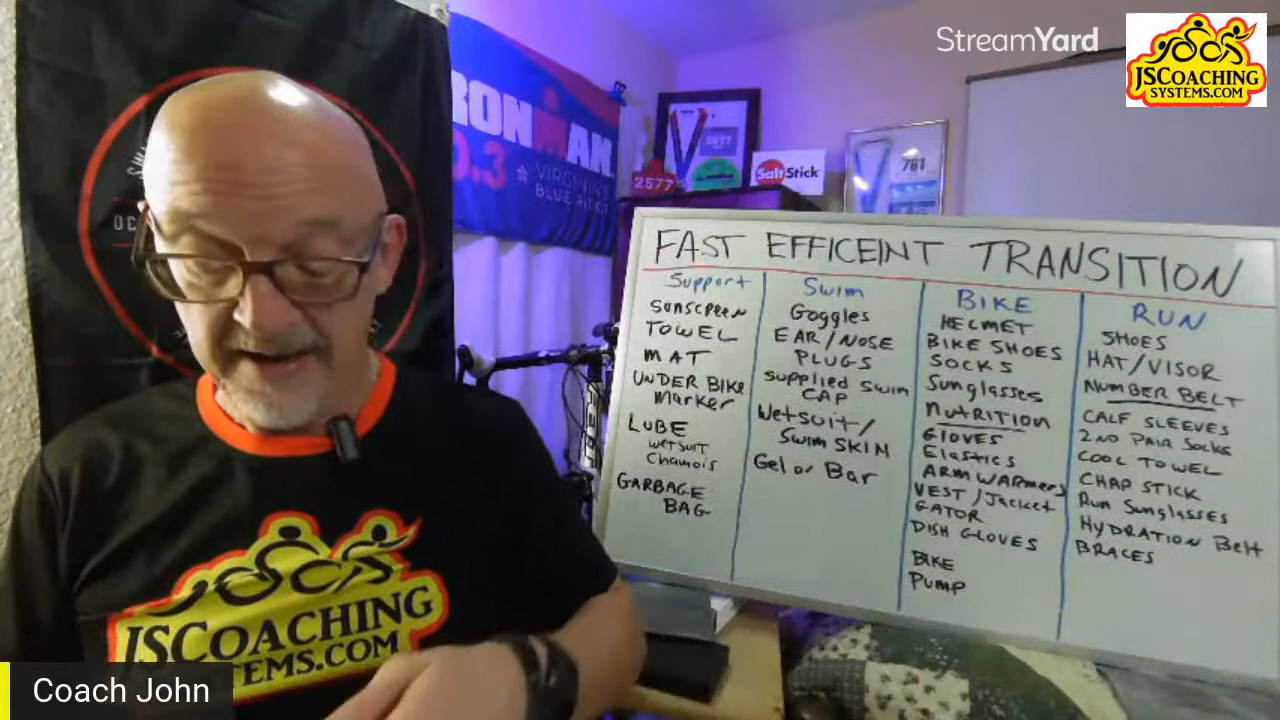 StreamYard
JSCOACHING
SYSTEMS.COM
IRONMAN
70.3
VIRGINIA'S
BLUE RIDGE
2577
2577
SaltStick
761
FAST EFFICEINT TRANSITION
Support
SUNSCREEN
TOWEL
MAT
UNDER BIKE
MARKER
LUBE
WETSUIT
Chamois
GARBAGE
BAG
Swim
Goggles
EAR/NOSE
PLUGS
Supplied Swim
CAP
Wetsuit/
Swim SKIN
Gel or Bar
BIKE
HELMET
BIKE SHOES
SOCKS
Sunglasses
NUTRITION
GLOVES
Elastics
ARM WARMERS
VEST/Jacket
GATOR
DISH GLOVES
BIKE
PUMP
RUN
SHOES
HAT/VISOR
NUMBER BELT
CALF SLEEVES
2ND PAIR SOCKS
COOL TOWEL
CHAP STICK
RUN Sunglasses
HYDRATION Belt
BRACES
JSCOACHING
STEMS.COM
Coach John